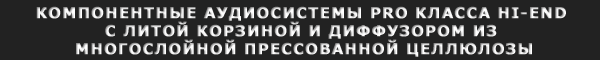 КОМПОНЕНТНЫЕ АУДИОСИСТЕМЫ PRO КЛАССА HI-END
С ЛИТОЙ КОРЗИНОЙ И ДИФФУЗОРОМ ИЗ
МНОГОСЛОЙНОЙ ПРЕССОВАННОЙ ЦЕЛЛЮЛОЗЫ